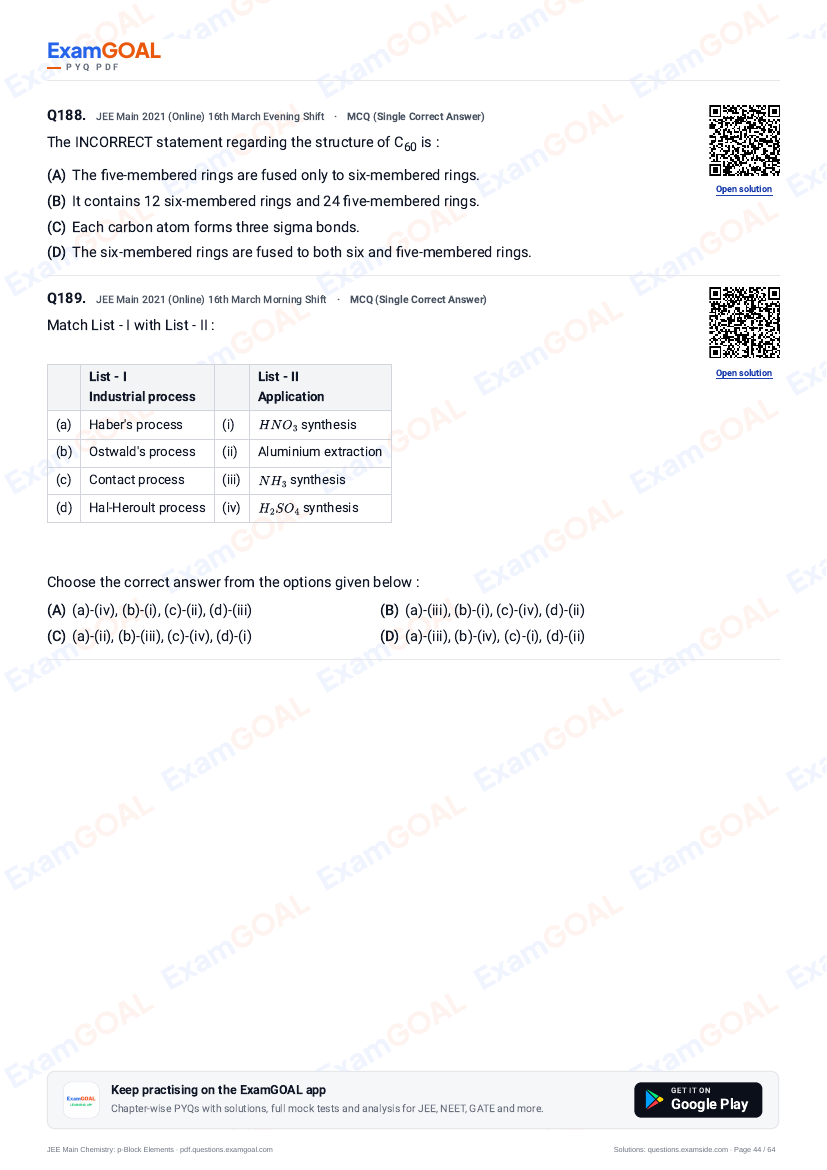 ExamGOAL
PYQ PDF
Q188. JEE Main 2021 (Online) 16th March Evening Shift · MCQ (Single Correct Answer)
The INCORRECT statement regarding the structure of C60 is :
(A) The five-membered rings are fused only to six-membered rings.
(B) It contains 12 six-membered rings and 24 five-membered rings.
(C) Each carbon atom forms three sigma bonds.
(D) The six-membered rings are fused to both six and five-membered rings.
Open solution
Q189. JEE Main 2021 (Online) 16th March Morning Shift · MCQ (Single Correct Answer)
Match List - I with List - II :
Open solution
List - I Industrial process List - II Application
(a) Haber's process (i) HNO3 synthesis
(b) Ostwald's process (ii) Aluminium extraction
(c) Contact process (iii) NH3 synthesis
(d) Hal-Heroult process (iv) H2SO4 synthesis
Choose the correct answer from the options given below :
(A) (a)-(iv), (b)-(i), (c)-(ii), (d)-(iii) (B) (a)-(iii), (b)-(i), (c)-(iv), (d)-(ii)
(C) (a)-(ii), (b)-(iii), (c)-(iv), (d)-(i) (D) (a)-(iii), (b)-(iv), (c)-(i), (d)-(ii)
ExamGOAL
Keep practising on the ExamGOAL app
Chapter-wise PYQs with solutions, full mock tests and analysis for JEE, NEET, GATE and more.
GET IT ON
Google Play
JEE Main Chemistry: p-Block Elements · pdf.questions.examgoal.com Solutions: questions.examside.com · Page 44 / 64